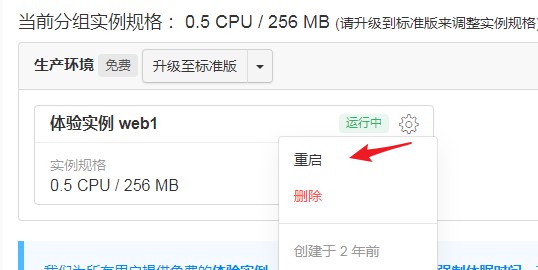 当前分组实例规格： 0.5 CPU / 256 MB (请升级到标准版来调整实例规格
生产环境 免费 升级至标准版
体验实例 web1 运行中
实例规格
0.5 CPU / 256 MB
重启
删除
创建于 2 年前